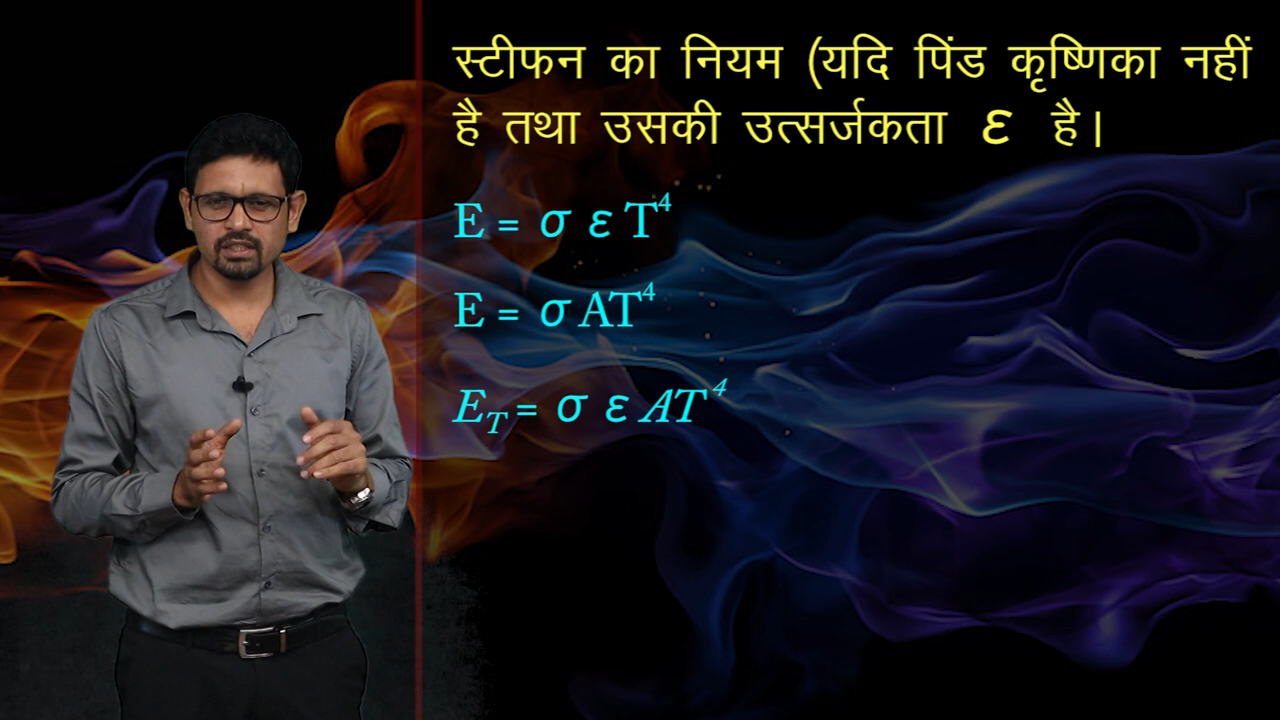 स्टीफन का नियम (यदि पिंड कृष्णिका नहीं
है तथा उसकी उत्सर्जकता ε है।
E = σ ε T⁴
E = σ AT⁴
E_T = σ ε AT⁴